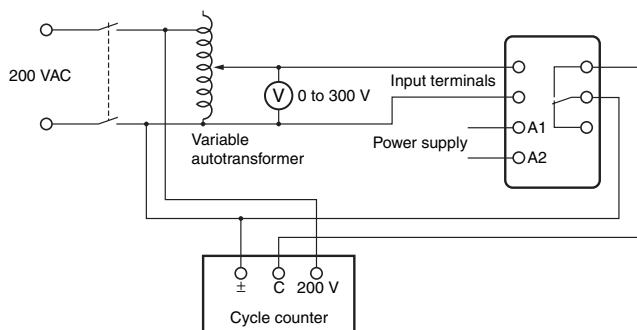 200 VAC
V
0 to 300 V
Variable
autotransformer
Input terminals
Power supply
A1
A2
± C 200 V
Cycle counter